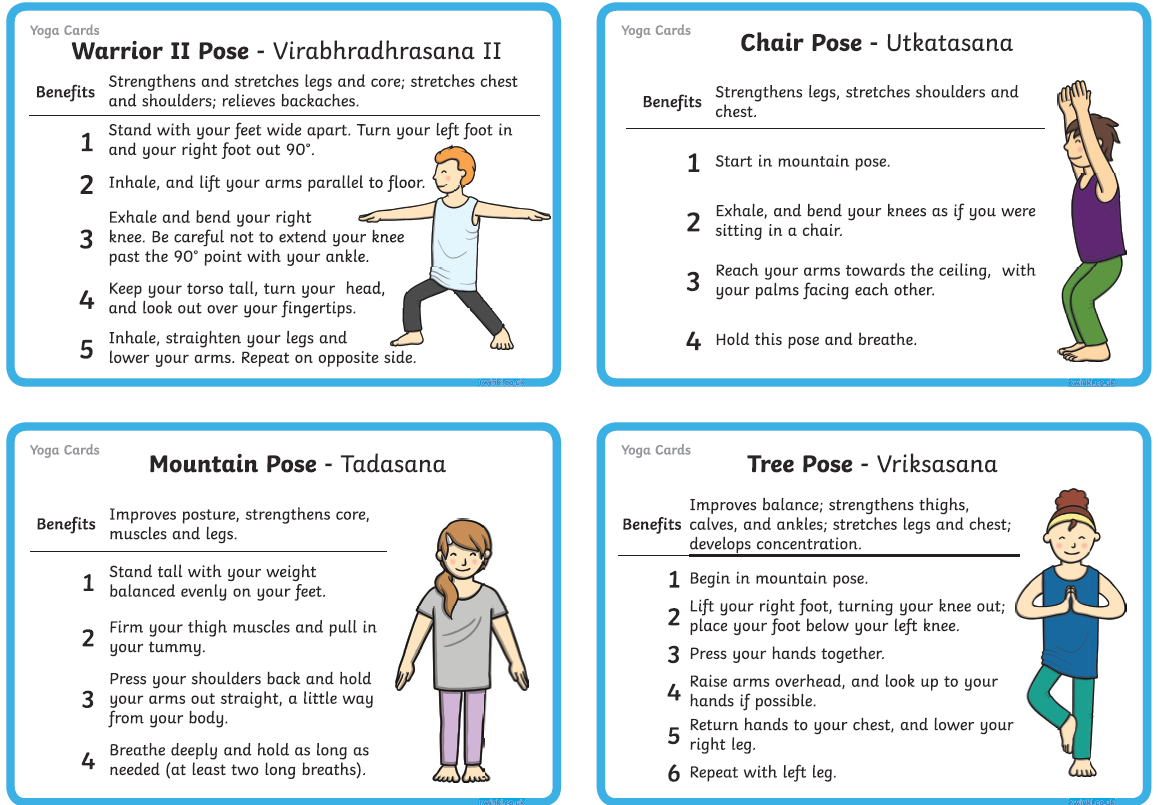 Yoga Cards
Warrior II Pose - Virabhradhrasana II
Benefits
Strengthens and stretches legs and core; stretches chest
and shoulders; relieves backaches.
1
Stand with your feet wide apart. Turn your left foot in
and your right foot out 90°.
2
Inhale, and lift your arms parallel to floor.
3
Exhale and bend your right
knee. Be careful not to extend your knee
past the 90° point with your ankle.
4
Keep your torso tall, turn your head,
and look out over your fingertips.
5
Inhale, straighten your legs and
lower your arms. Repeat on opposite side.
twinkl.co.uk
Yoga Cards
Chair Pose - Utkatasana
Benefits
Strengthens legs, stretches shoulders and
chest.
1
Start in mountain pose.
2
Exhale, and bend your knees as if you were
sitting in a chair.
3
Reach your arms towards the ceiling, with
your palms facing each other.
4
Hold this pose and breathe.
twinkl.co.uk
Yoga Cards
Mountain Pose - Tadasana
Benefits
Improves posture, strengthens core,
muscles and legs.
1
Stand tall with your weight
balanced evenly on your feet.
2
Firm your thigh muscles and pull in
your tummy.
3
Press your shoulders back and hold
your arms out straight, a little way
from your body.
4
Breathe deeply and hold as long as
needed (at least two long breaths).
twinkl.co.uk
Yoga Cards
Tree Pose - Vriksasana
Benefits
Improves balance; strengthens thighs,
calves, and ankles; stretches legs and chest;
develops concentration.
1
Begin in mountain pose.
2
Lift your right foot, turning your knee out;
place your foot below your left knee.
3
Press your hands together.
4
Raise arms overhead, and look up to your
hands if possible.
5
Return hands to your chest, and lower your
right leg.
6
Repeat with left leg.
twinkl.co.uk